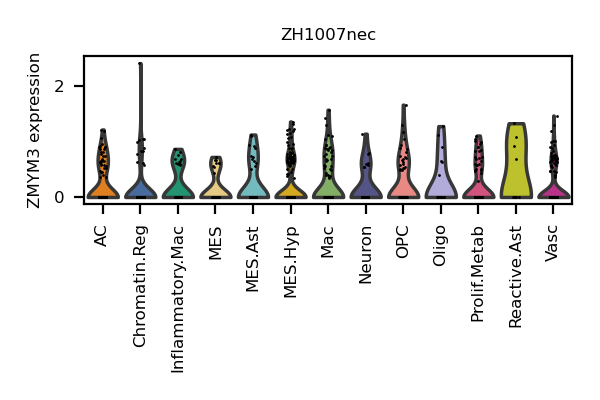 ZH1007nec
ZMYM3 expression
2
0
AC
Chromatin.Reg
Inflammatory.Mac
MES
MES.Ast
MES.Hyp
Mac
Neuron
OPC
Oligo
Prolif.Metab
Reactive.Ast
Vasc